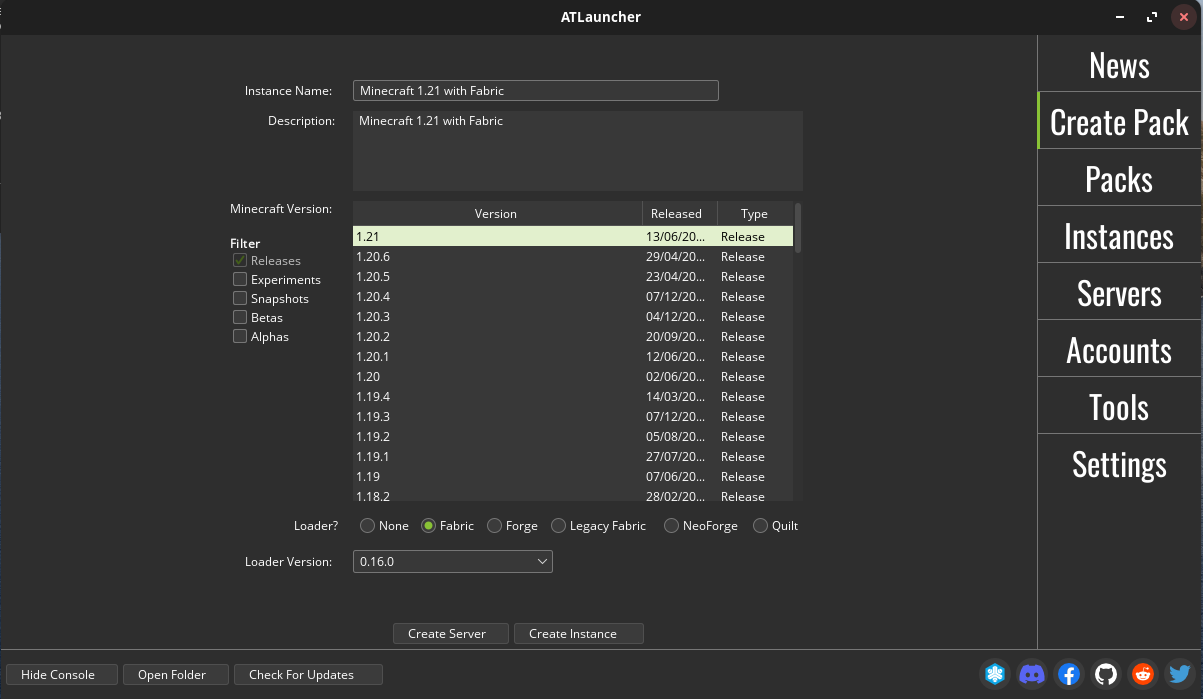 ATLauncher
News
Create Pack
Packs
Instances
Servers
Accounts
Tools
Settings
Instance Name: Minecraft 1.21 with Fabric
Description: Minecraft 1.21 with Fabric
Minecraft Version:
Filter
Releases
Experiments
Snapshots
Betas
Alphas
Version Released Type
1.21 13/06/20... Release
1.20.6 29/04/20... Release
1.20.5 23/04/20... Release
1.20.4 07/12/20... Release
1.20.3 04/12/20... Release
1.20.2 20/09/20... Release
1.20.1 12/06/20... Release
1.20 02/06/20... Release
1.19.4 14/03/20... Release
1.19.3 07/12/20... Release
1.19.2 05/08/20... Release
1.19.1 27/07/20... Release
1.19 07/06/20... Release
1.18.2 28/02/20... Release
Loader? None Fabric Forge Legacy Fabric NeoForge Quilt
Loader Version: 0.16.0
Create Server Create Instance
Hide Console Open Folder Check For Updates